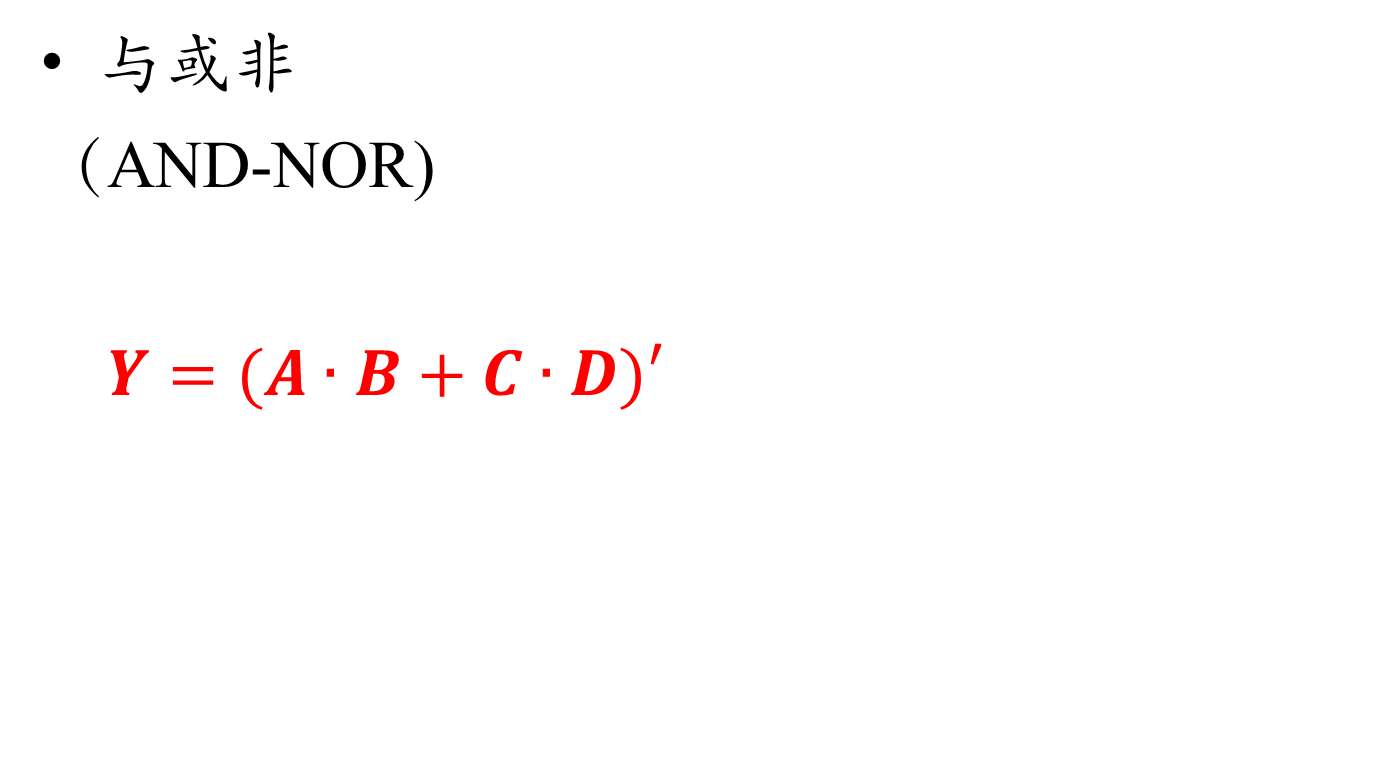 • 与或非
（AND-NOR)
Y = (A · B + C · D)′